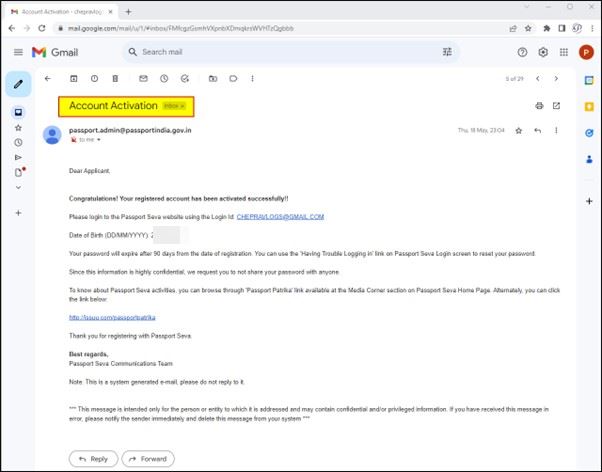 Account Activation - chepravlog
mail.google.com/mail/u/1/#inbox/FMfcgzGsmhVXpnbXDmqkrsWVHTzQgbbb
Gmail
Search mail
P
5 of 29
Account Activation Inbox x
passport.admin@passportindia.gov.in
Thu, 18 May, 23:04
to me
Dear Applicant,
Congratulations! Your registered account has been activated successfully!!
Please login to the Passport Seva website using the Login Id: CHEPRAVLOGS@GMAIL.COM
Date of Birth (DD/MM/YYYY): 2
Your password will expire after 90 days from the date of registration. You can use the 'Having Trouble Logging in' link on Passport Seva Login screen to reset your password.
Since this information is highly confidential, we request you to not share your password with anyone.
To know about Passport Seva activities, you can browse through 'Passport Patrika' link available at the Media Corner section on Passport Seva Home Page. Alternately, you can click
the link below:
http://issuu.com/passportpatrika
Thank you for registering with Passport Seva.
Best regards,
Passport Seva Communications Team
Note: This is a system generated e-mail, please do not reply to it.
*** This message is intended only for the person or entity to which it is addressed and may contain confidential and/or privileged information. If you have received this message in
error, please notify the sender immediately and delete this message from your system ***
Reply
Forward